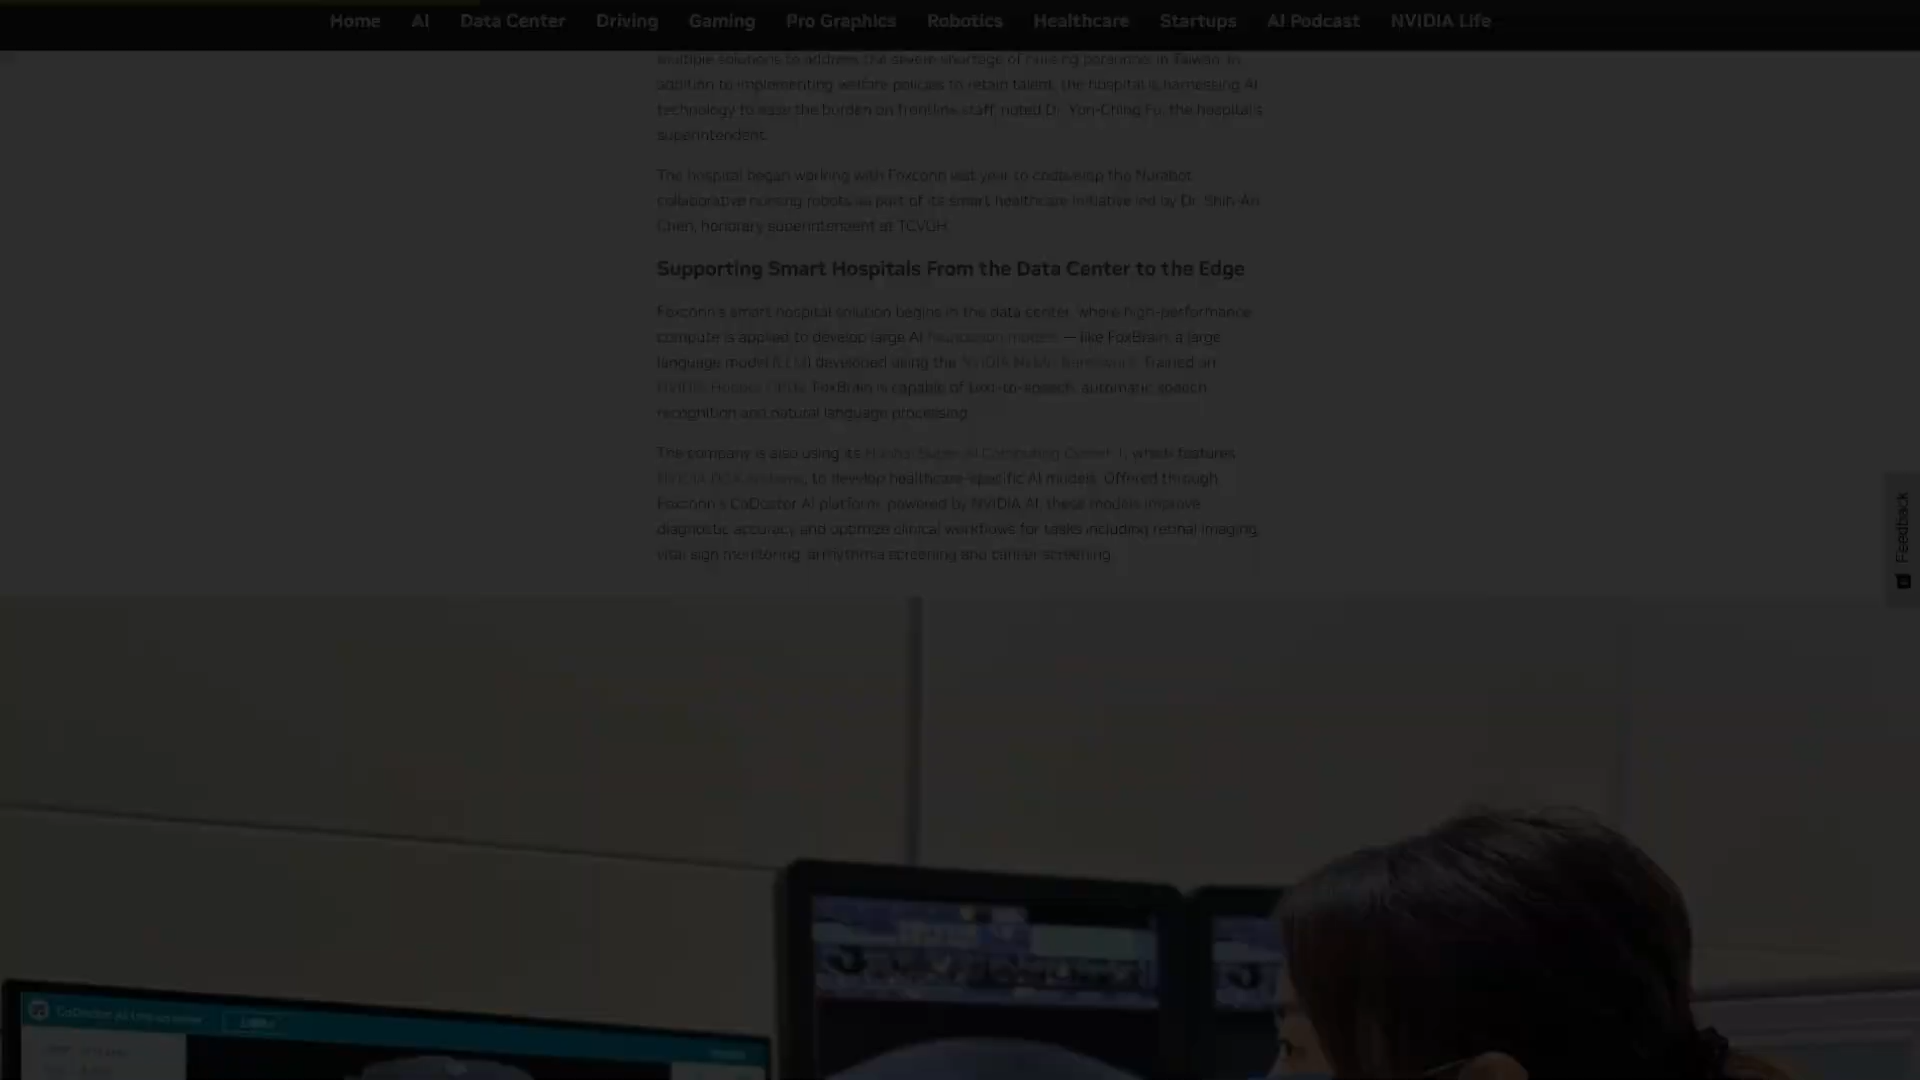 Home AI Data Center Driving Gaming Pro Graphics Robotics Healthcare Startups AI Podcast NVIDIA Life
multiple solutions to address the severe shortage of nursing personnel in Taiwan. In
addition to implementing welfare policies to retain talent, the hospital is harnessing AI
technology to ease the burden on frontline staff, noted Dr. Yon-Ching Fu, the hospital's
superintendent.
The hospital began working with Foxconn last year to codevelop the Nurabot
collaborative nursing robots as part of its smart healthcare initiative led by Dr. Shih-An
Chen, honorary superintendent at TCVGH.
Supporting Smart Hospitals From the Data Center to the Edge
Foxconn's smart hospital solution begins in the data center, where high-performance
compute is applied to develop large AI foundation models — like FoxBrain, a large
language model (LLM) developed using the NVIDIA NeMo framework. Trained on
NVIDIA Hopper GPUs, FoxBrain is capable of text-to-speech, automatic speech
recognition and natural language processing.
The company is also using its Hon Hai Super AI Computing Center 1, which features
NVIDIA DGX systems, to develop healthcare-specific AI models. Offered through
Foxconn's CoDoctor AI platform, powered by NVIDIA AI, these models improve
diagnostic accuracy and optimize clinical workflows for tasks including retinal imaging,
vital sign monitoring, arrhythmia screening and cancer screening.
Feedback
CoDoctor AI